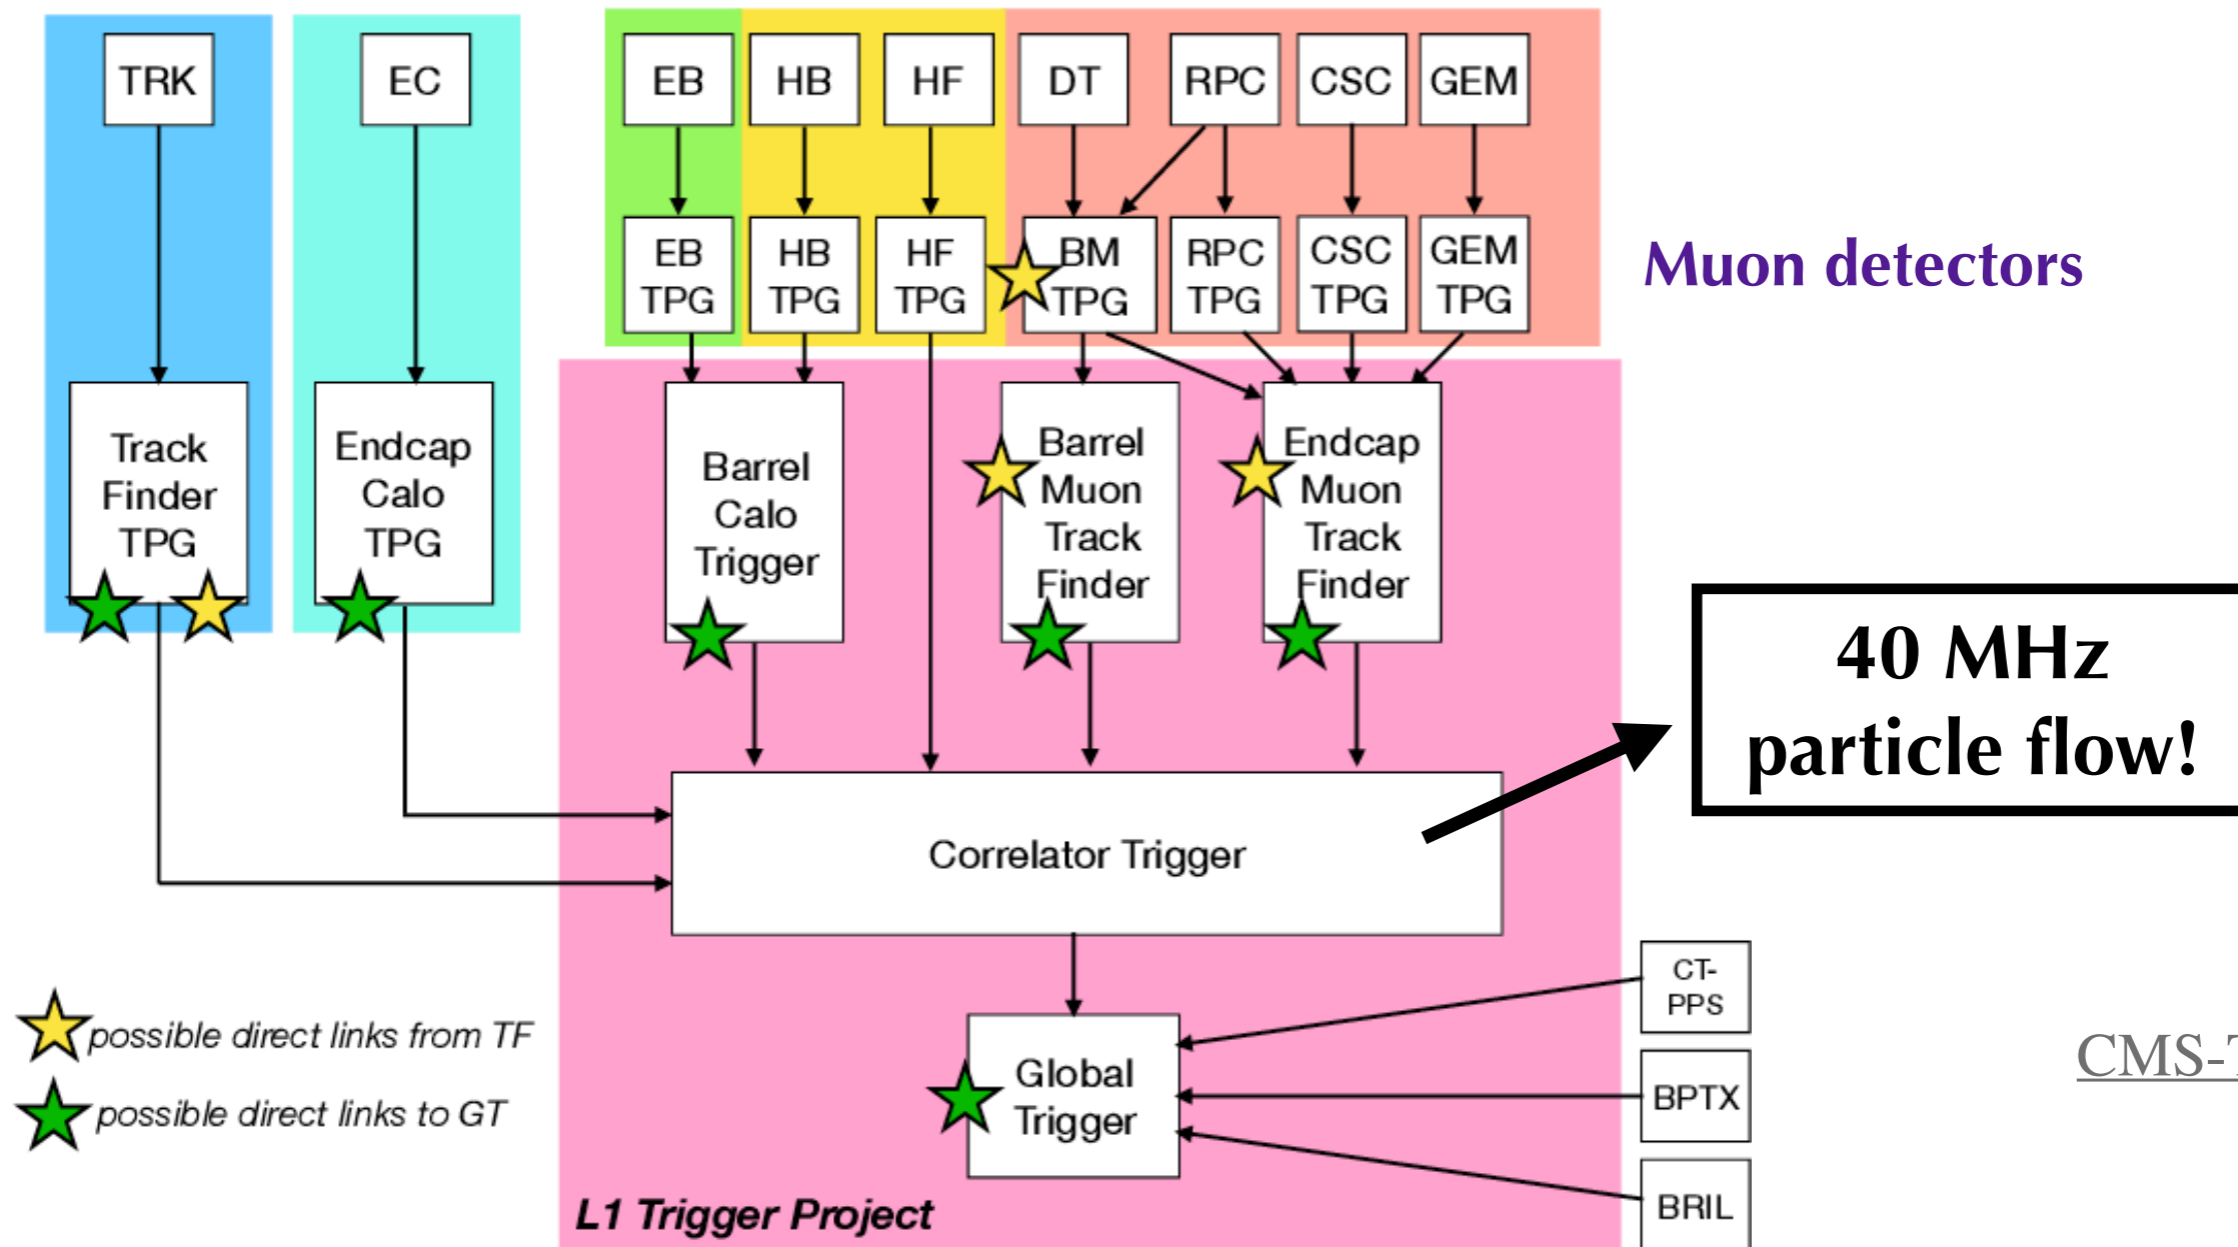 TRK
EC
EB
HB
HF
DT
RPC
CSC
GEM
EB
TPG
HB
TPG
HF
TPG
BM
TPG
RPC
TPG
CSC
TPG
GEM
TPG
Muon detectors
Track
Finder
TPG
Endcap
Calo
TPG
Barrel
Calo
Trigger
Barrel
Muon
Track
Finder
Endcap
Muon
Track
Finder
40 MHz
particle flow!
Correlator Trigger
possible direct links from TF
possible direct links to GT
Global
Trigger
CT-
PPS
BPTX
BRIL
CMS-T
L1 Trigger Project